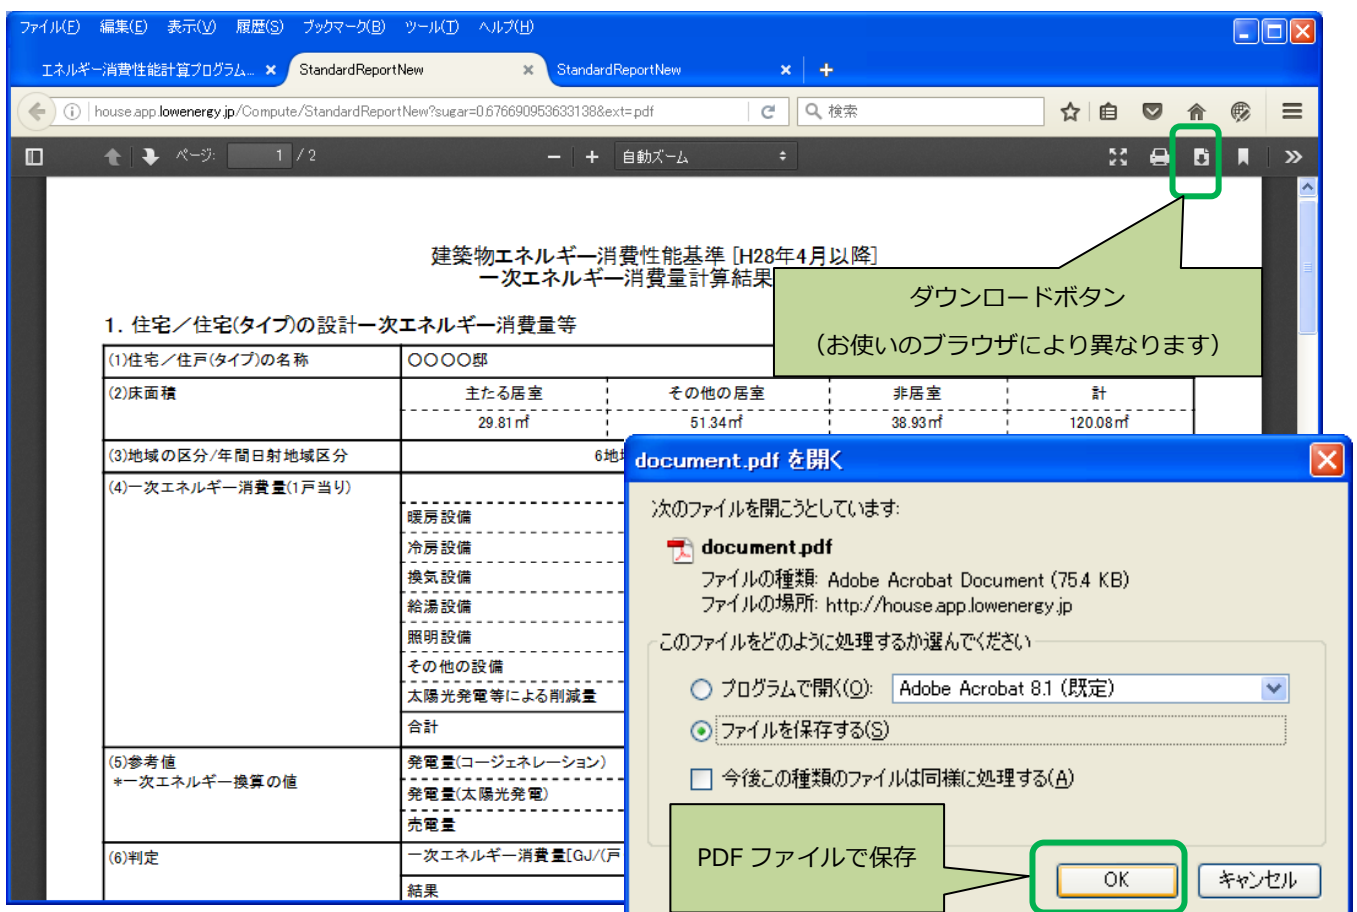 ファイル(F) 編集(E) 表示(V) 履歴(S) ブックマーク(B) ツール(T) ヘルプ(H)
エネルギー消費性能計算プログラム... × StandardReportNew × StandardReportNew × +
house.app.lowenergy.jp/Compute/StandardReportNew?sugar=0.676690953633138&ext=pdf 検索
ページ: 1 / 2 − + 自動ズーム
建築物エネルギー消費性能基準 [H28年4月以降]
一次エネルギー消費量計算結果
ダウンロードボタン
（お使いのブラウザにより異なります）
1. 住宅／住宅(タイプ)の設計一次エネルギー消費量等
(1)住宅／住戸(タイプ)の名称 〇〇〇〇邸
(2)床面積 主たる居室 その他の居室 非居室 計
29.81㎡ 51.34㎡ 38.93㎡ 120.08㎡
(3)地域の区分/年間日射地域区分 6地
(4)一次エネルギー消費量(1戸当り)
暖房設備
冷房設備
換気設備
給湯設備
照明設備
その他の設備
太陽光発電等による削減量
合計
(5)参考値
*一次エネルギー換算の値
発電量(コージェネレーション)
発電量(太陽光発電)
売電量
(6)判定 一次エネルギー消費量[GJ/(戸
結果
document.pdf を開く
次のファイルを開こうとしています:
document.pdf
ファイルの種類: Adobe Acrobat Document (75.4 KB)
ファイルの場所: http://house.app.lowenergy.jp
このファイルをどのように処理するか選んでください
プログラムで開く(O): Adobe Acrobat 8.1 (既定)
ファイルを保存する(S)
今後この種類のファイルは同様に処理する(A)
PDF ファイルで保存
OK キャンセル